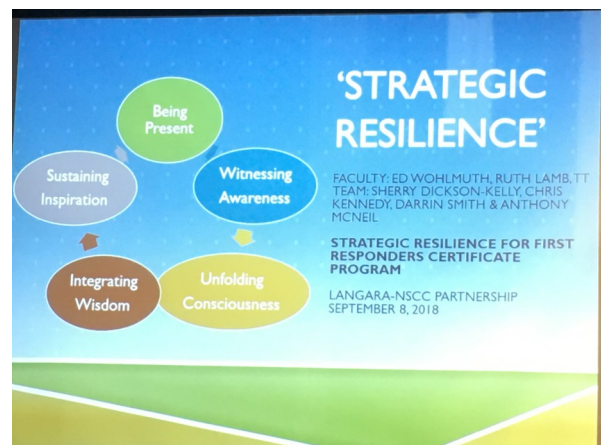 'STRATEGIC
RESILIENCE'
FACULTY: ED WOHLMUTH, RUTH LAMB, TT
TEAM: SHERRY DICKSON-KELLY, CHRIS
KENNEDY, DARRIN SMITH & ANTHONY
MCNEIL
STRATEGIC RESILIENCE FOR FIRST
RESPONDERS CERTIFICATE
PROGRAM
LANGARA-NSCC PARTNERSHIP
SEPTEMBER 8, 2018
Being
Present
Witnessing
Awareness
Unfolding
Consciousness
Integrating
Wisdom
Sustaining
Inspiration